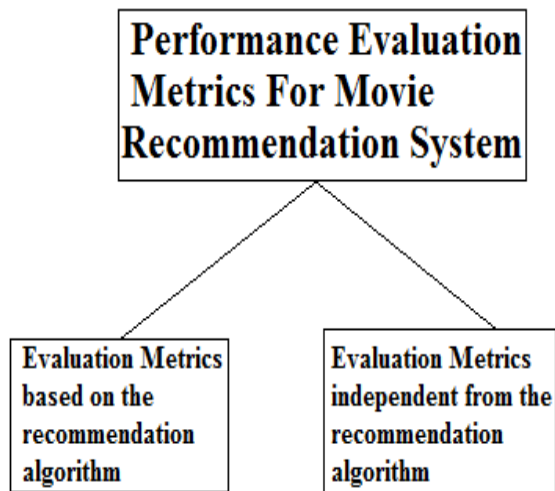 Performance Evaluation
Metrics For Movie
Recommendation System
Evaluation Metrics
based on the
recommendation
algorithm
Evaluation Metrics
independent from the
recommendation
algorithm